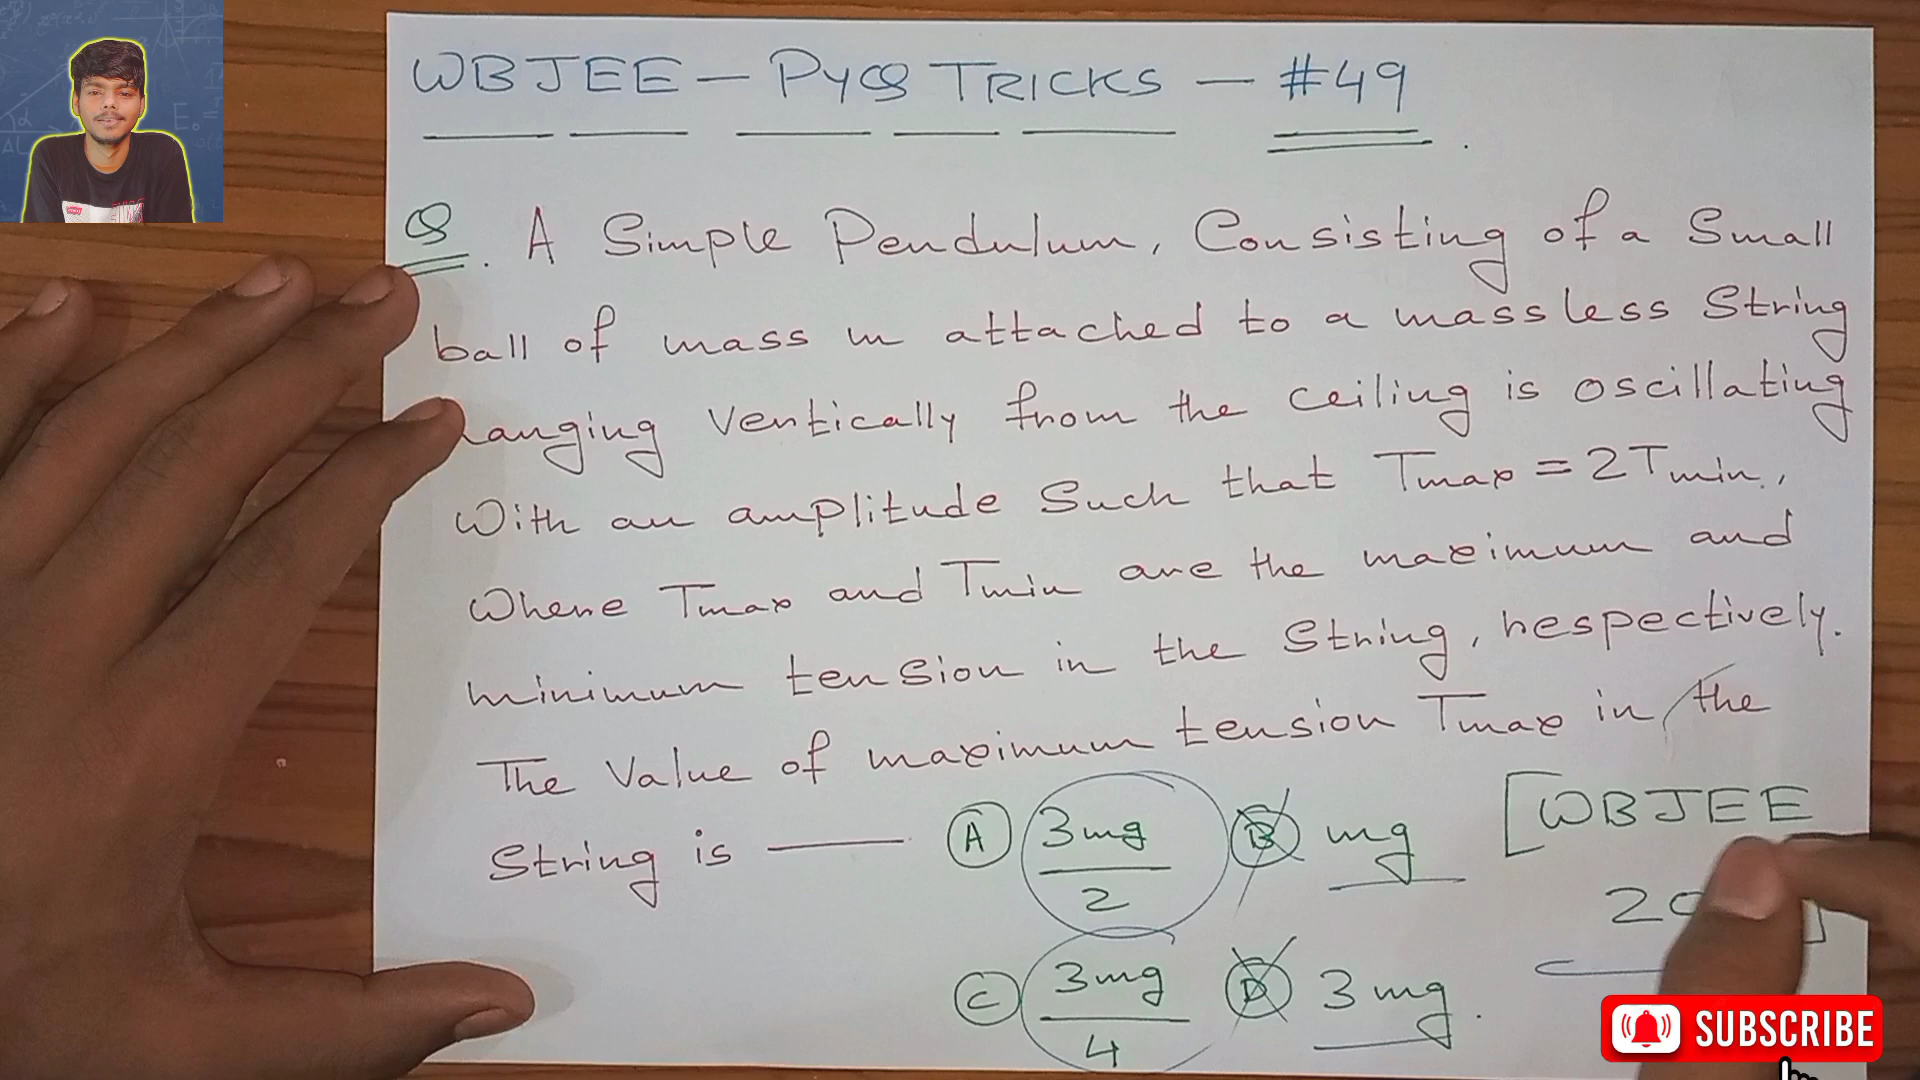 WBJEE - PYQ TRICKS - #49
Q. A Simple Pendulum, Consisting of a Small
ball of mass m attached to a massless String
hanging vertically from the ceiling is oscillating
With an amplitude Such that Tmax = 2Tmin.,
Where Tmax and Tmin are the maximum and
minimum tension in the String, respectively.
The Value of maximum tension Tmax in the
String is ——— (A) 3mg/2 (B) mg [WBJEE
(C) 3mg/4 (D) 3mg.
SUBSCRIBE